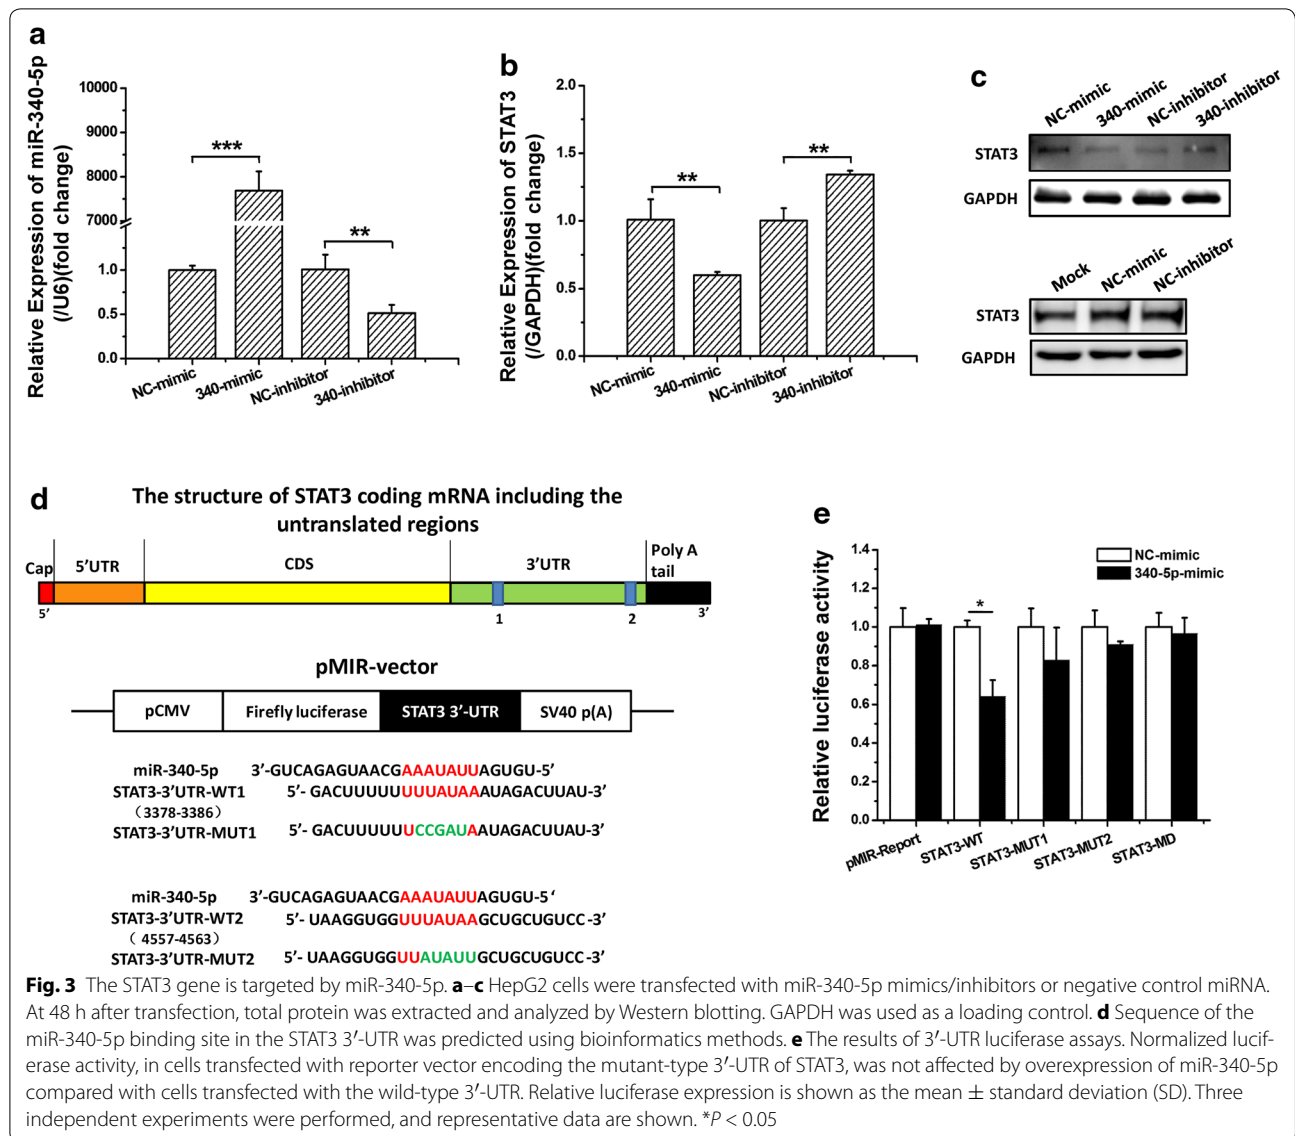 a
Relative Expression of miR-340-5p
(/U6)(fold change)
10000
9000
8000
7000
1.0
0.5
0.0
***
**
NC-mimic
340-mimic
NC-inhibitor
340-inhibitor
b
Relative Expression of STAT3
(/GAPDH)(fold change)
2.0
1.5
1.0
0.5
0.0
**
**
NC-mimic
340-mimic
NC-inhibitor
340-inhibitor
c
NC-mimic
340-mimic
NC-inhibitor
340-inhibitor
STAT3
GAPDH
Mock
NC-mimic
NC-inhibitor
STAT3
GAPDH
d
The structure of STAT3 coding mRNA including the
untranslated regions
Cap
5'UTR
CDS
3'UTR
Poly A
tail
5'
1
2
3'
pMIR-vector
pCMV
Firefly luciferase
STAT3 3'-UTR
SV40 p(A)
miR-340-5p 3'-GUCAGAGUAACGAAAUAUUAGUGU-5'
STAT3-3'UTR-WT1 5'- GACUUUUUUUUAUAAAUAGACUUAU-3'
(3378-3386)
STAT3-3'UTR-MUT1 5'- GACUUUUUUCCGAUAAUAGACUUAU-3'
miR-340-5p 3'-GUCAGAGUAACGAAAUAUUAGUGU-5'
STAT3-3'UTR-WT2 5'- UAAGGUGGUUUAUAAGCUGCUGUCC-3'
( 4557-4563)
STAT3-3'UTR-MUT2 5'- UAAGGUGGUUAUAUUGCUGCUGUCC-3'
e
Relative luciferase activity
1.4
1.2
1.0
0.8
0.6
0.4
0.2
0.0
NC-mimic
340-5p-mimic
*
pMIR-Report
STAT3-WT
STAT3-MUT1
STAT3-MUT2
STAT3-MD
Fig. 3 The STAT3 gene is targeted by miR-340-5p. a–c HepG2 cells were transfected with miR-340-5p mimics/inhibitors or negative control miRNA.
At 48 h after transfection, total protein was extracted and analyzed by Western blotting. GAPDH was used as a loading control. d Sequence of the
miR-340-5p binding site in the STAT3 3′-UTR was predicted using bioinformatics methods. e The results of 3′-UTR luciferase assays. Normalized lucif-
erase activity, in cells transfected with reporter vector encoding the mutant-type 3′-UTR of STAT3, was not affected by overexpression of miR-340-5p
compared with cells transfected with the wild-type 3′-UTR. Relative luciferase expression is shown as the mean ± standard deviation (SD). Three
independent experiments were performed, and representative data are shown. *P < 0.05